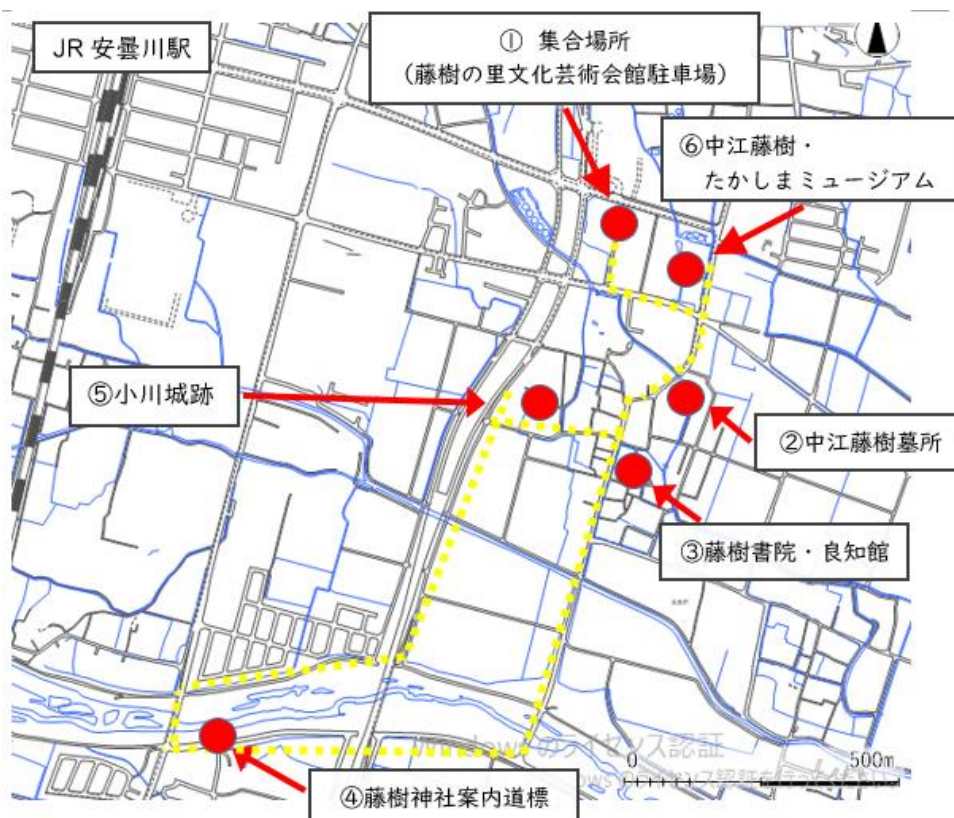 JR 安曇川駅
① 集合場所
（藤樹の里文化芸術会館駐車場）
⑥中江藤樹・
たかしまミュージアム
⑤小川城跡
②中江藤樹墓所
③藤樹書院・良知館
④藤樹神社案内道標
Windows のライセンス認証
0 500m